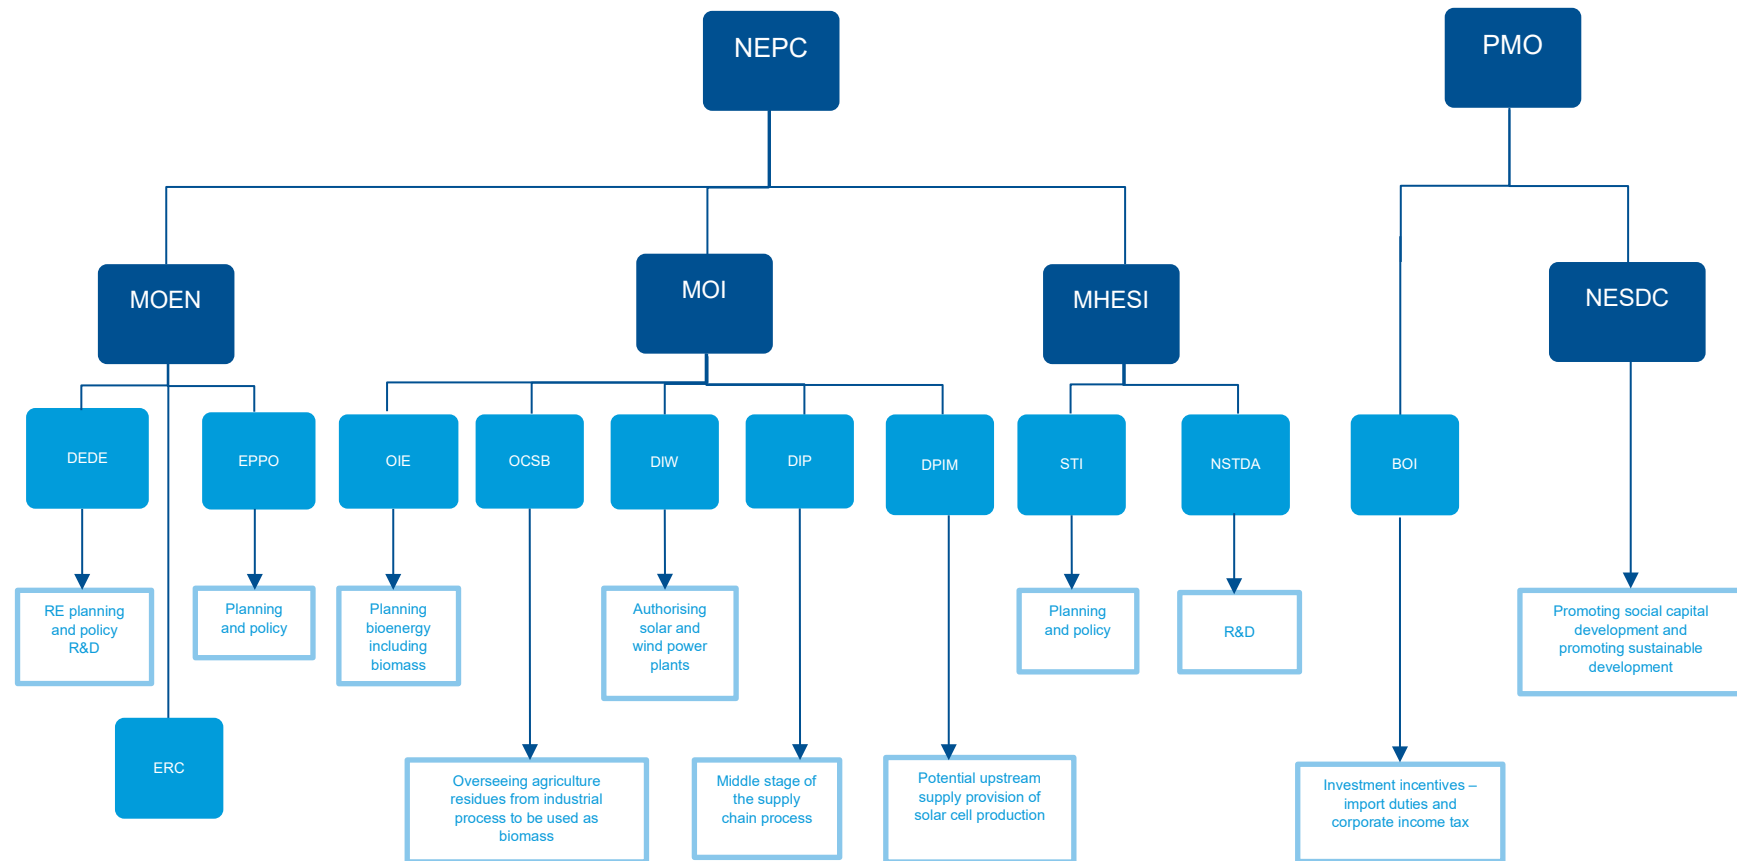 NEPC
PMO
MOEN
MOI
MHESI
NESDC
DEDE
EPPO
OIE
OCSB
DIW
DIP
DPIM
STI
NSTDA
BOI
RE planning
and policy
R&D
Planning
and policy
Planning
bioenergy
including
biomass
Authorising
solar and
wind power
plants
Planning
and policy
R&D
Promoting social capital
development and
promoting sustainable
development
ERC
Overseeing agriculture
residues from industrial
process to be used as
biomass
Middle stage of
the supply
chain process
Potential upstream
supply provision of
solar cell production
Investment incentives –
import duties and
corporate income tax